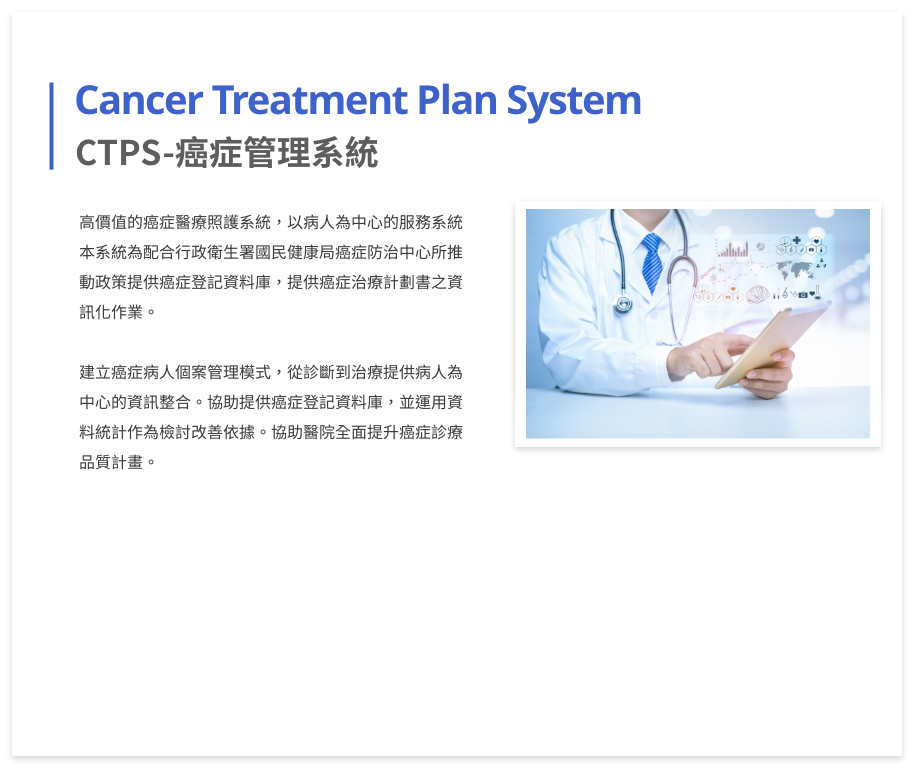 Cancer Treatment Plan System
CTPS-癌症管理系統
高價值的癌症醫療照護系統，以病人為中心的服務系統
本系統為配合行政衛生署國民健康局癌症防治中心所推
動政策提供癌症登記資料庫，提供癌症治療計劃書之資
訊化作業。
建立癌症病人個案管理模式，從診斷到治療提供病人為
中心的資訊整合。協助提供癌症登記資料庫，並運用資
料統計作為檢討改善依據。協助醫院全面提升癌症診療
品質計畫。